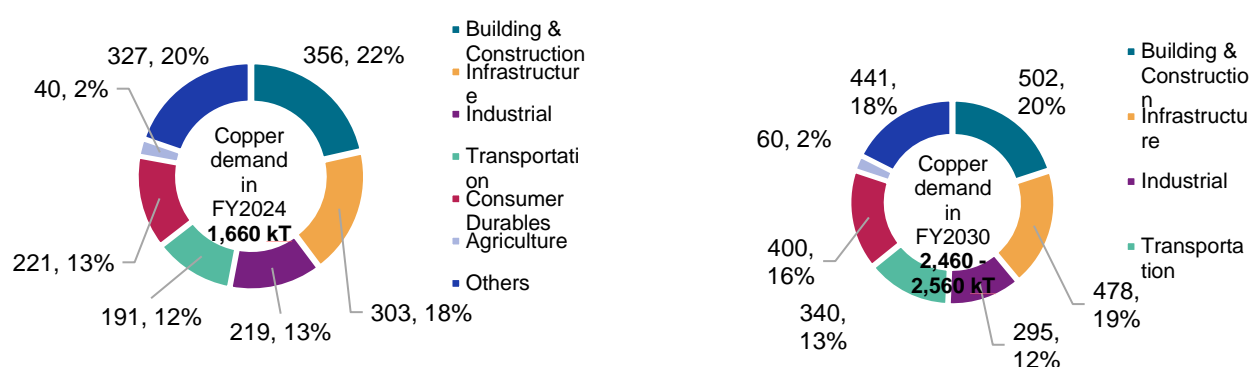 327, 20%
356, 22%
40, 2%
Copper
demand
in
FY2024
1,660 kT
221, 13%
191, 12%
219, 13%
303, 18%
Building &
Construction
Infrastructur
e
Industrial
Transportati
on
Consumer
Durables
Agriculture
Others
441,
18%
502,
20%
60, 2%
Copper
demand
in
FY2030
2,460 -
2,560 kT
400,
16%
340,
13%
295,
12%
478,
19%
Building &
Constructio
n
Infrastructu
re
Industrial
Transporta
tion